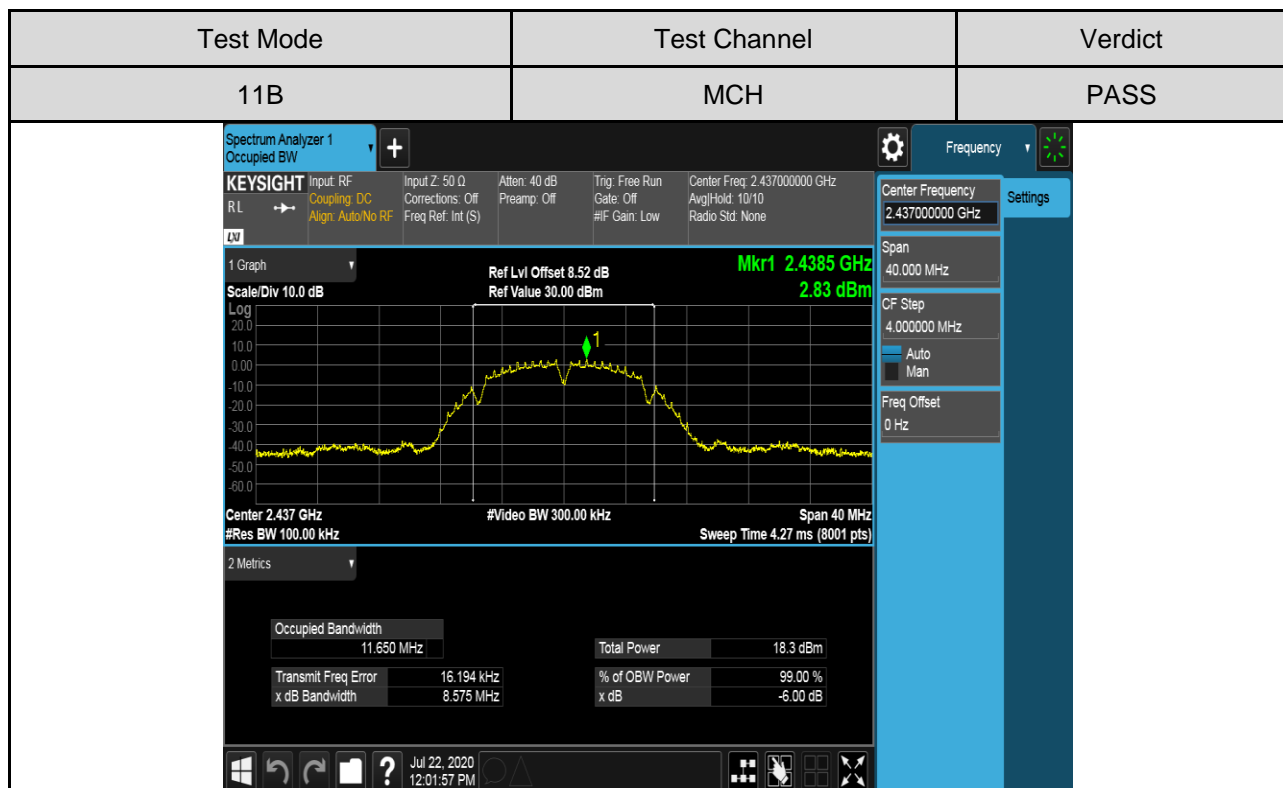 Test Mode Test Channel Verdict
11B MCH PASS
Spectrum Analyzer 1
Occupied BW
+
Frequency
KEYSIGHT Input: RF Input Z: 50 Ω Atten: 40 dB Trig: Free Run Center Freq: 2.437000000 GHz
RL Coupling: DC Corrections: Off Preamp: Off Gate: Off Avg|Hold: 10/10
Align: Auto/No RF Freq Ref: Int (S) #IF Gain: Low Radio Std: None
LXI
Center Frequency
2.437000000 GHz
Settings
Span
40.000 MHz
CF Step
4.000000 MHz
Auto
Man
Freq Offset
0 Hz
1 Graph
Ref Lvl Offset 8.52 dB
Mkr1 2.4385 GHz
Scale/Div 10.0 dB
Ref Value 30.00 dBm
2.83 dBm
Log
20.0
10.0
0.00
-10.0
-20.0
-30.0
-40.0
-50.0
-60.0
1
Center 2.437 GHz #Video BW 300.00 kHz Span 40 MHz
#Res BW 100.00 kHz Sweep Time 4.27 ms (8001 pts)
2 Metrics
Occupied Bandwidth
11.650 MHz
Total Power 18.3 dBm
Transmit Freq Error 16.194 kHz % of OBW Power 99.00 %
x dB Bandwidth 8.575 MHz x dB -6.00 dB
?
Jul 22, 2020
12:01:57 PM